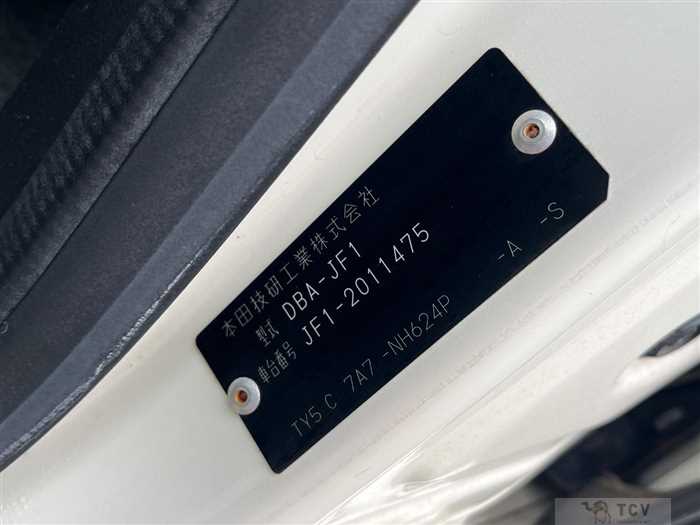 本田技研工業株式会社
型式 DBA-JF1
車台番号 JF1-2011475
TY5 C 7A7 -NH624P -A -S
TCV